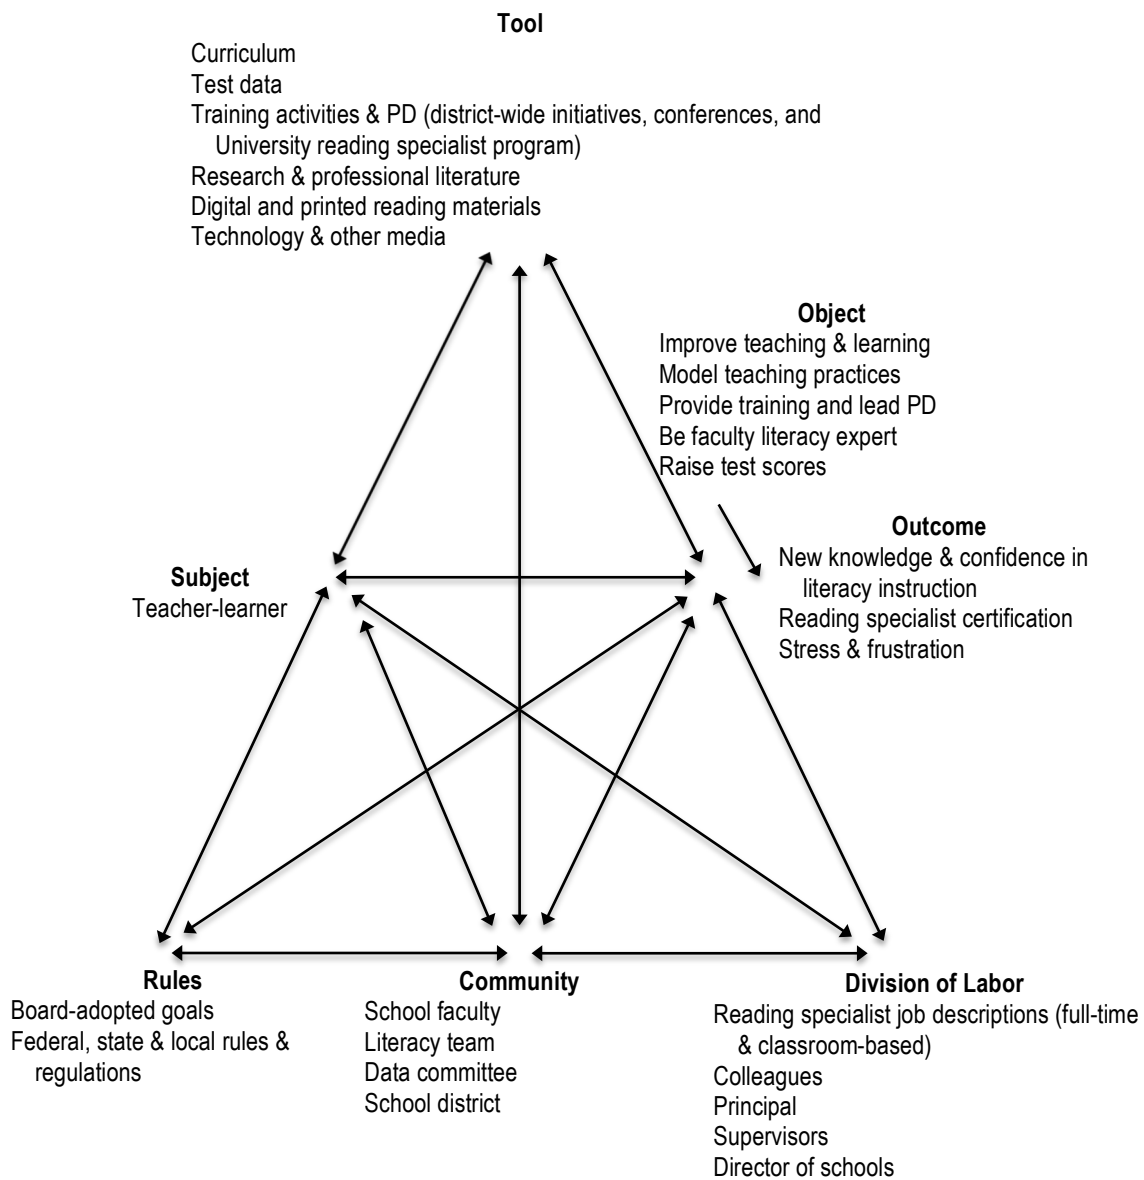 Tool
Curriculum
Test data
Training activities & PD (district-wide initiatives, conferences, and
University reading specialist program)
Research & professional literature
Digital and printed reading materials
Technology & other media
Object
Improve teaching & learning
Model teaching practices
Provide training and lead PD
Be faculty literacy expert
Raise test scores
Outcome
New knowledge & confidence in
literacy instruction
Reading specialist certification
Stress & frustration
Subject
Teacher-learner
Rules
Board-adopted goals
Federal, state & local rules &
regulations
Community
School faculty
Literacy team
Data committee
School district
Division of Labor
Reading specialist job descriptions (full-time
& classroom-based)
Colleagues
Principal
Supervisors
Director of schools